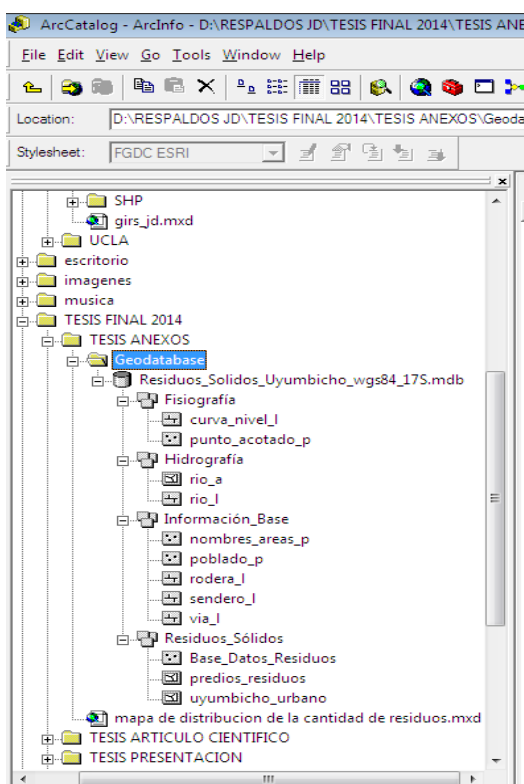 ArcCatalog - ArcInfo - D:\RESPALDOS JD\TESIS FINAL 2014\TESIS ANE
File Edit View Go Tools Window Help
Location: D:\RESPALDOS JD\TESIS FINAL 2014\TESIS ANEXOS\Geoda
Stylesheet: FGDC ESRI
SHP
girs_jd.mxd
UCLA
escritorio
imagenes
musica
TESIS FINAL 2014
TESIS ANEXOS
Geodatabase
Residuos_Solidos_Uyumbicho_wgs84_17S.mdb
Fisiografía
curva_nivel_l
punto_acotado_p
Hidrografía
rio_a
rio_l
Información_Base
nombres_areas_p
poblado_p
rodera_l
sendero_l
via_l
Residuos_Sólidos
Base_Datos_Residuos
predios_residuos
uyumbicho_urbano
mapa de distribucion de la cantidad de residuos.mxd
TESIS ARTICULO CIENTIFICO
TESIS PRESENTACION